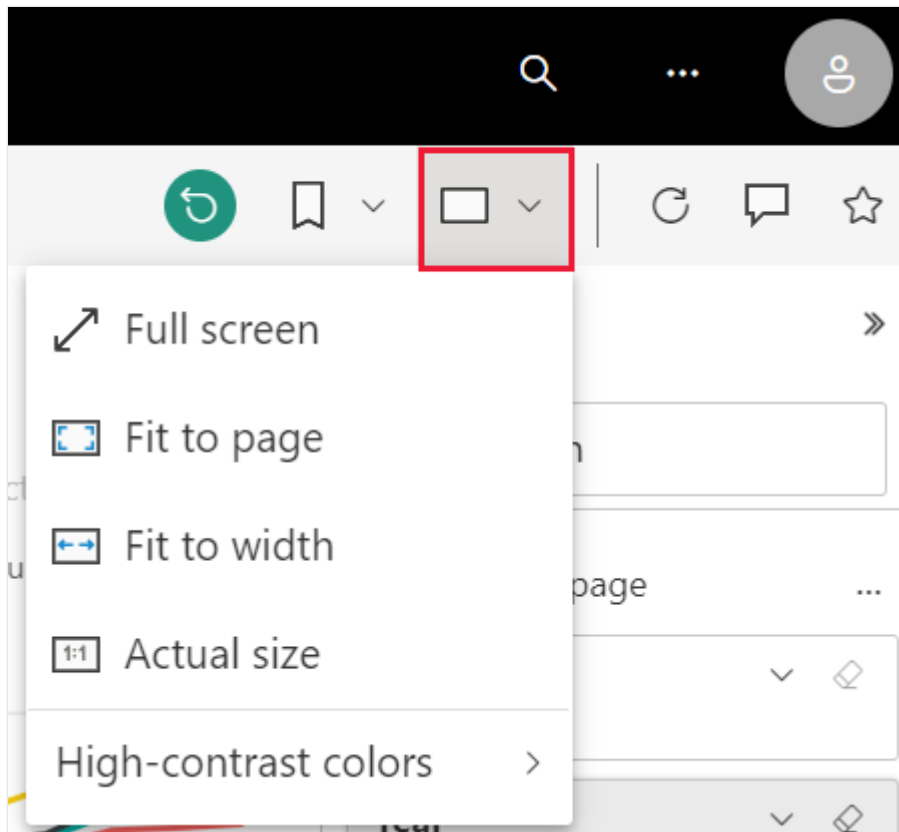 Full screen
Fit to page
page
Fit to width
1:1 Actual size
High-contrast colors